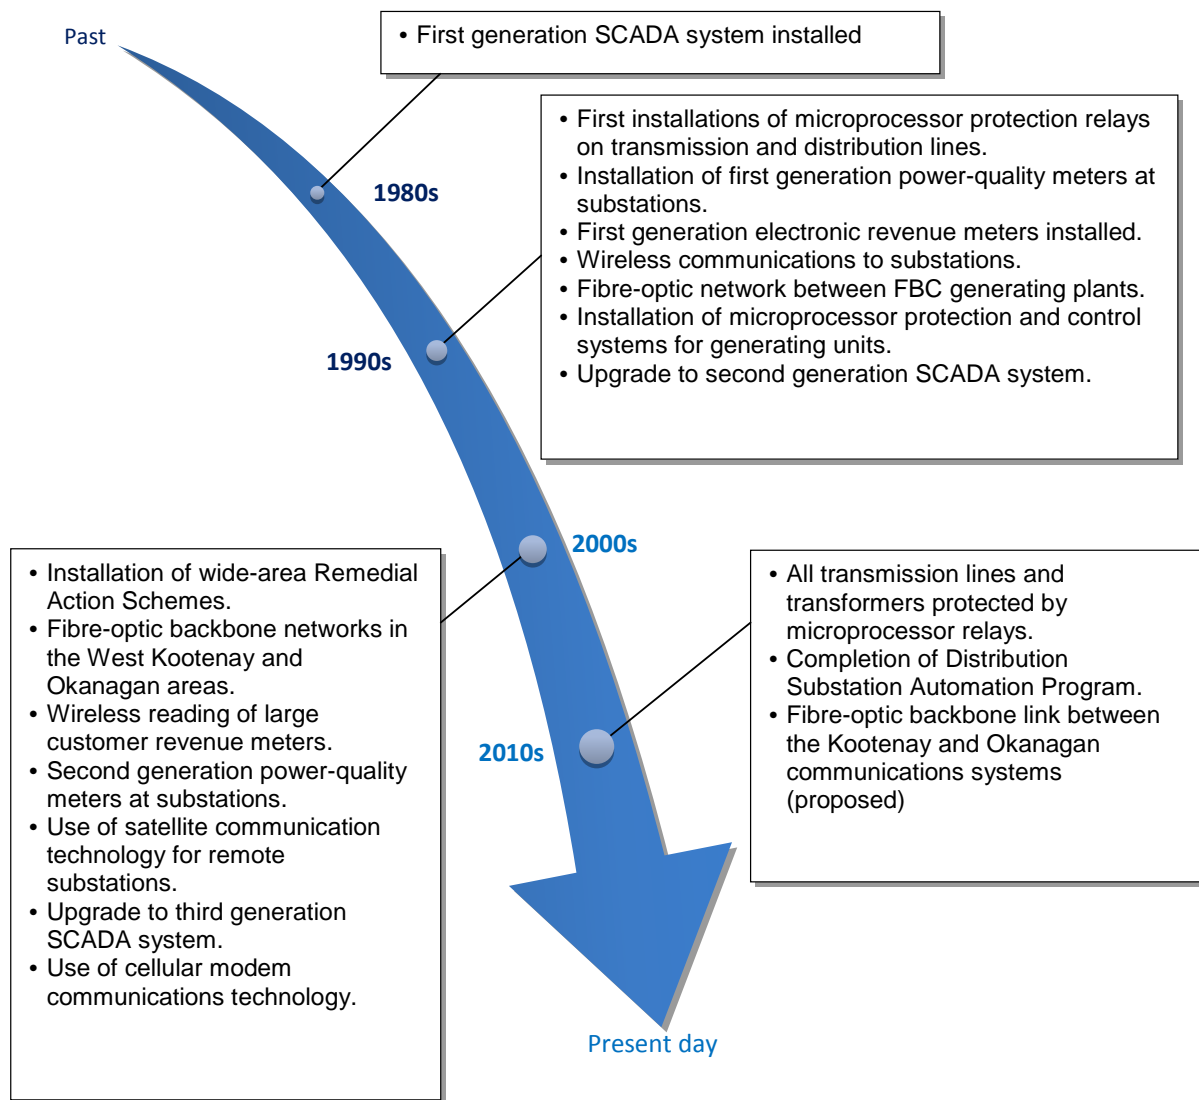 Past
• First generation SCADA system installed
1980s
• First installations of microprocessor protection relays
on transmission and distribution lines.
• Installation of first generation power-quality meters at
substations.
• First generation electronic revenue meters installed.
• Wireless communications to substations.
• Fibre-optic network between FBC generating plants.
• Installation of microprocessor protection and control
systems for generating units.
• Upgrade to second generation SCADA system.
1990s
2000s
• Installation of wide-area Remedial
Action Schemes.
• Fibre-optic backbone networks in
the West Kootenay and
Okanagan areas.
• Wireless reading of large
customer revenue meters.
• Second generation power-quality
meters at substations.
• Use of satellite communication
technology for remote
substations.
• Upgrade to third generation
SCADA system.
• Use of cellular modem
communications technology.
• All transmission lines and
transformers protected by
microprocessor relays.
• Completion of Distribution
Substation Automation Program.
• Fibre-optic backbone link between
the Kootenay and Okanagan
communications systems
(proposed)
2010s
Present day